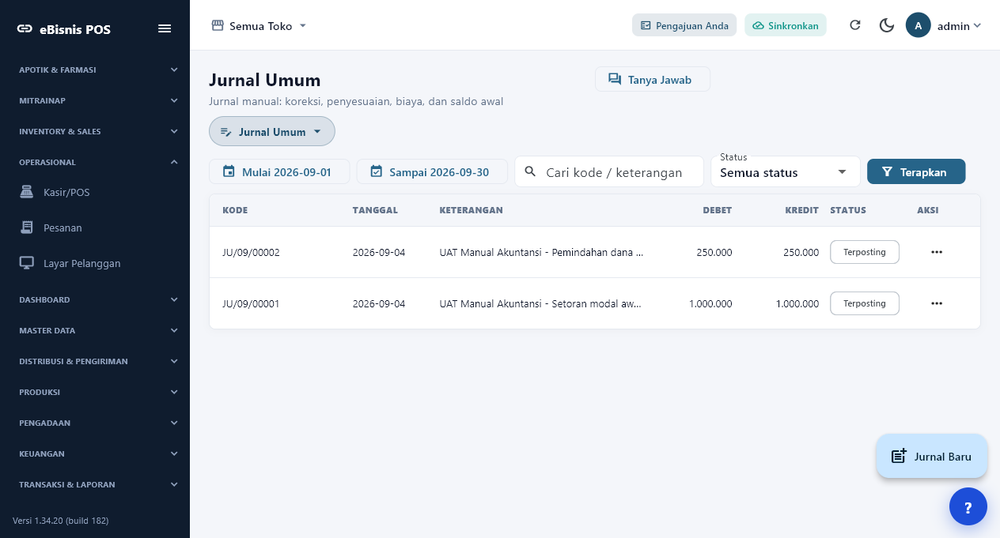 eBisnis POS
Semua Toko
Pengajuan Anda
Sinkronkan
A
admin
APOTIK & FARMASI
MITRAINAP
INVENTORY & SALES
OPERASIONAL
Kasir/POS
Pesanan
Layar Pelanggan
DASHBOARD
MASTER DATA
DISTRIBUSI & PENGIRIMAN
PRODUKSI
PENGADAAN
KEUANGAN
TRANSAKSI & LAPORAN
Versi 1.34.20 (build 182)
Jurnal Umum
Tanya Jawab
Jurnal manual: koreksi, penyesuaian, biaya, dan saldo awal
Jurnal Umum
Mulai 2026-09-01
Sampai 2026-09-30
Cari kode / keterangan
Status
Semua status
Terapkan
KODE TANGGAL KETERANGAN DEBET KREDIT STATUS AKSI
JU/09/00002 2026-09-04 UAT Manual Akuntansi - Pemindahan dana ... 250.000 250.000 Terposting
JU/09/00001 2026-09-04 UAT Manual Akuntansi - Setoran modal aw... 1.000.000 1.000.000 Terposting
Jurnal Baru
?